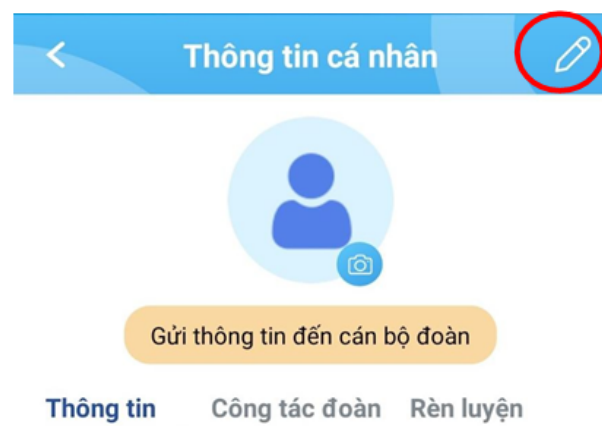 Thông tin cá nhân
Gửi thông tin đến cán bộ đoàn
Thông tin Công tác đoàn Rèn luyện